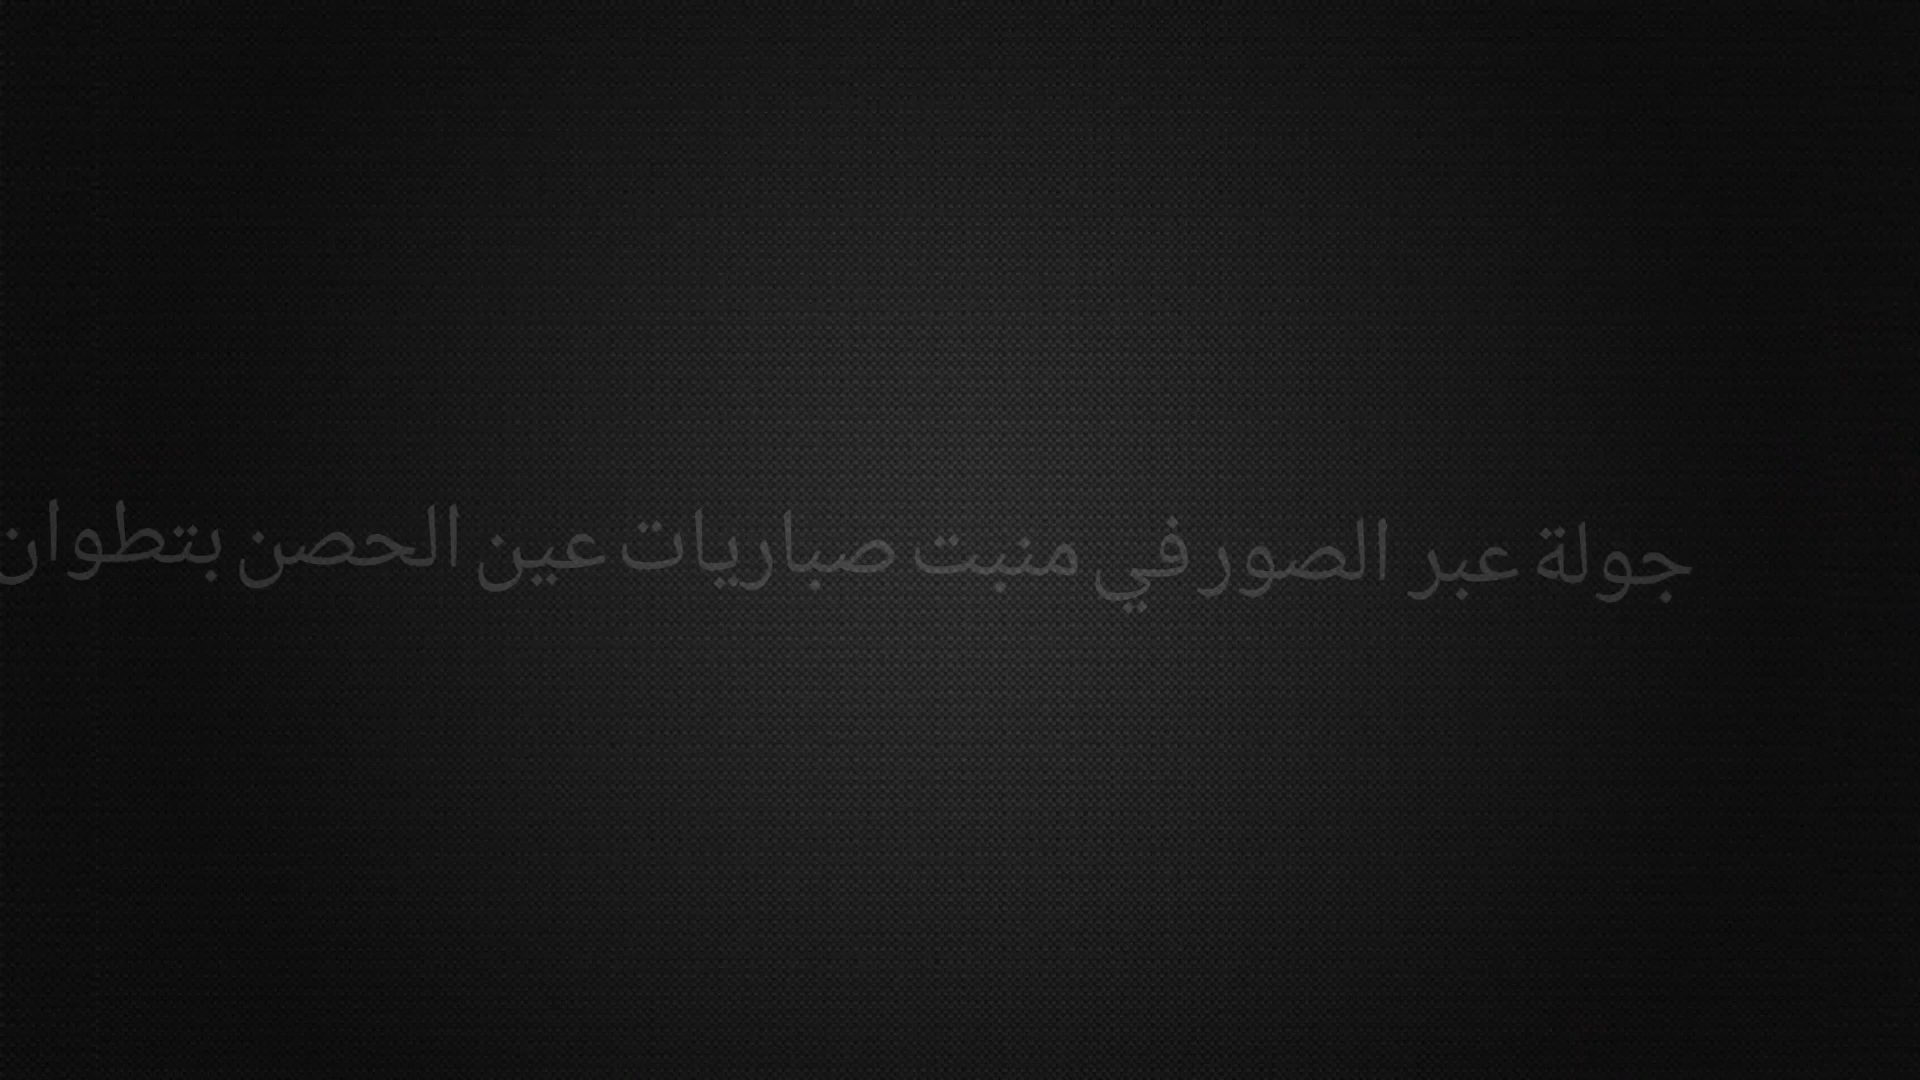 جولة عبر الصور في منبت صباريات عين الحصن بتطوان